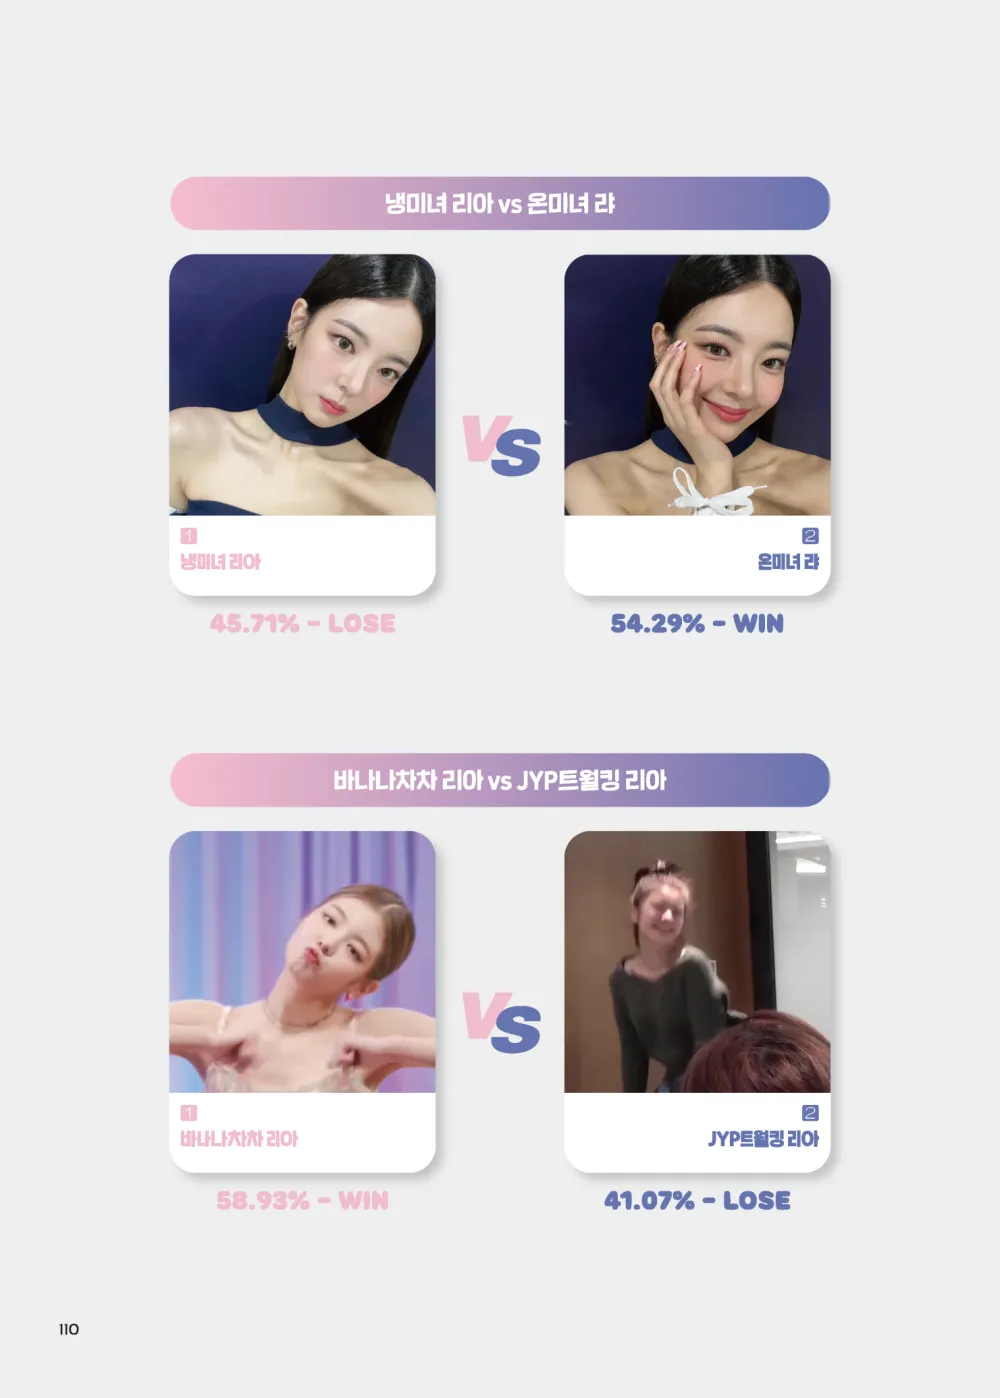 냉미녀 리아 vs 온미녀 랴
VS
1
2
냉미녀 리아
온미녀 랴
45.71% - LOSE
54.29% - WIN
바나나차차 리아 vs JYP트월킹 리아
VS
1
2
바나나차차 리아
JYP트월킹 리아
58.93% - WIN
41.07% - LOSE
110